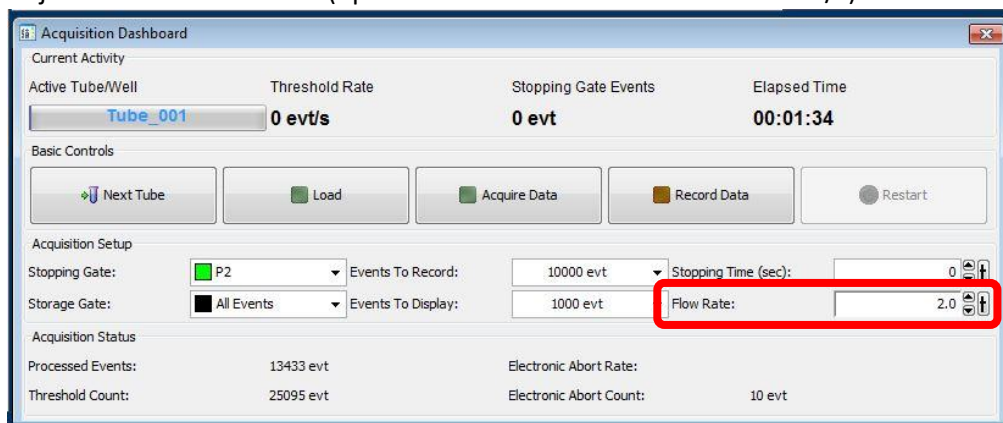 Acquisition Dashboard
Current Activity
Active Tube/Well Threshold Rate Stopping Gate Events Elapsed Time
Tube_001 0 evt/s 0 evt 00:01:34
Basic Controls
Next Tube Load Acquire Data Record Data Restart
Acquisition Setup
Stopping Gate: P2 Events To Record: 10000 evt Stopping Time (sec): 0
Storage Gate: All Events Events To Display: 1000 evt Flow Rate: 2.0
Acquisition Status
Processed Events: 13433 evt Electronic Abort Rate:
Threshold Count: 25095 evt Electronic Abort Count: 10 evt